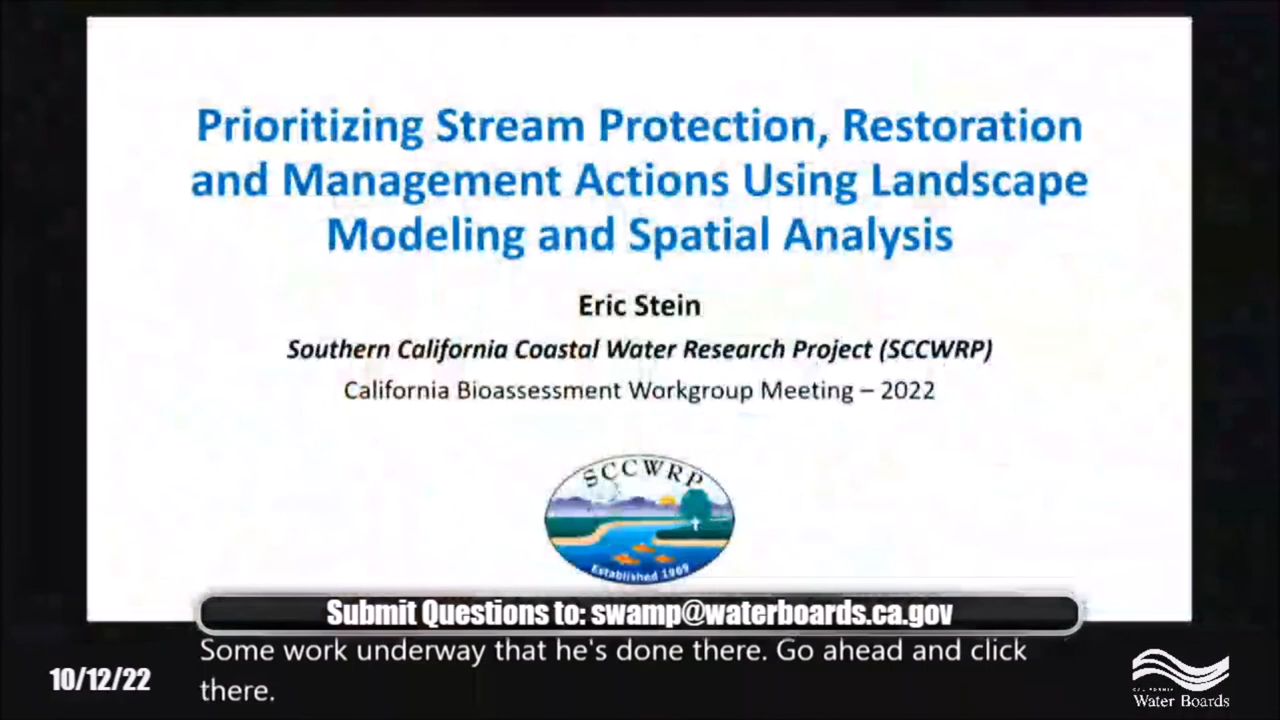 Prioritizing Stream Protection, Restoration
and Management Actions Using Landscape
Modeling and Spatial Analysis
Eric Stein
Southern California Coastal Water Research Project (SCCWRP)
California Bioassessment Workgroup Meeting – 2022
SCCWRP
Established 1969
Submit Questions to: swamp@waterboards.ca.gov
Some work underway that he's done there. Go ahead and click
there.
10/12/22
CALIFORNIA
Water Boards